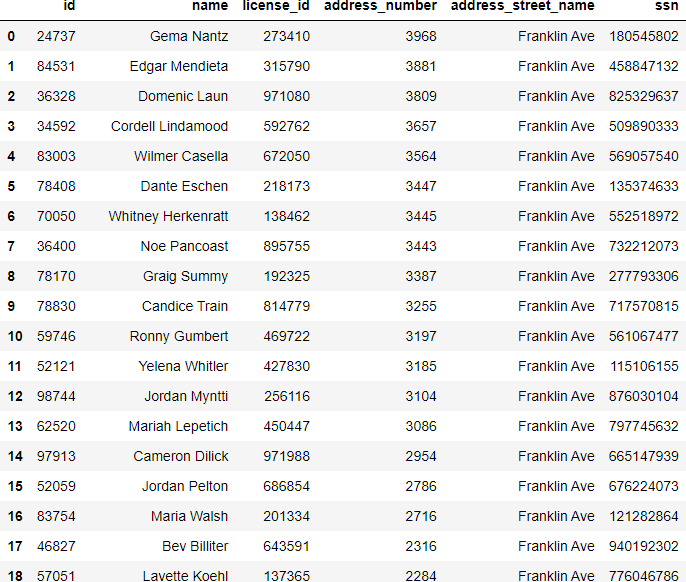 id name license_id address_number address_street_name ssn
0 24737 Gema Nantz 273410 3968 Franklin Ave 180545802
1 84531 Edgar Mendieta 315790 3881 Franklin Ave 458847132
2 36328 Domenic Laun 971080 3809 Franklin Ave 825329637
3 34592 Cordell Lindamood 592762 3657 Franklin Ave 509890333
4 83003 Wilmer Casella 672050 3564 Franklin Ave 569057540
5 78408 Dante Eschen 218173 3447 Franklin Ave 135374633
6 70050 Whitney Herkenratt 138462 3445 Franklin Ave 552518972
7 36400 Noe Pancoast 895755 3443 Franklin Ave 732212073
8 78170 Graig Summy 192325 3387 Franklin Ave 277793306
9 78830 Candice Train 814779 3255 Franklin Ave 717570815
10 59746 Ronny Gumbert 469722 3197 Franklin Ave 561067477
11 52121 Yelena Whitler 427830 3185 Franklin Ave 115106155
12 98744 Jordan Myntti 256116 3104 Franklin Ave 876030104
13 62520 Mariah Lepetich 450447 3086 Franklin Ave 797745632
14 97913 Cameron Dilick 971988 2954 Franklin Ave 665147939
15 52059 Jordan Pelton 686854 2786 Franklin Ave 676224073
16 83754 Maria Walsh 201334 2716 Franklin Ave 121282864
17 46827 Bev Billiter 643591 2316 Franklin Ave 940192302
18 57051 Lavette Koehl 137365 2284 Franklin Ave 776046786